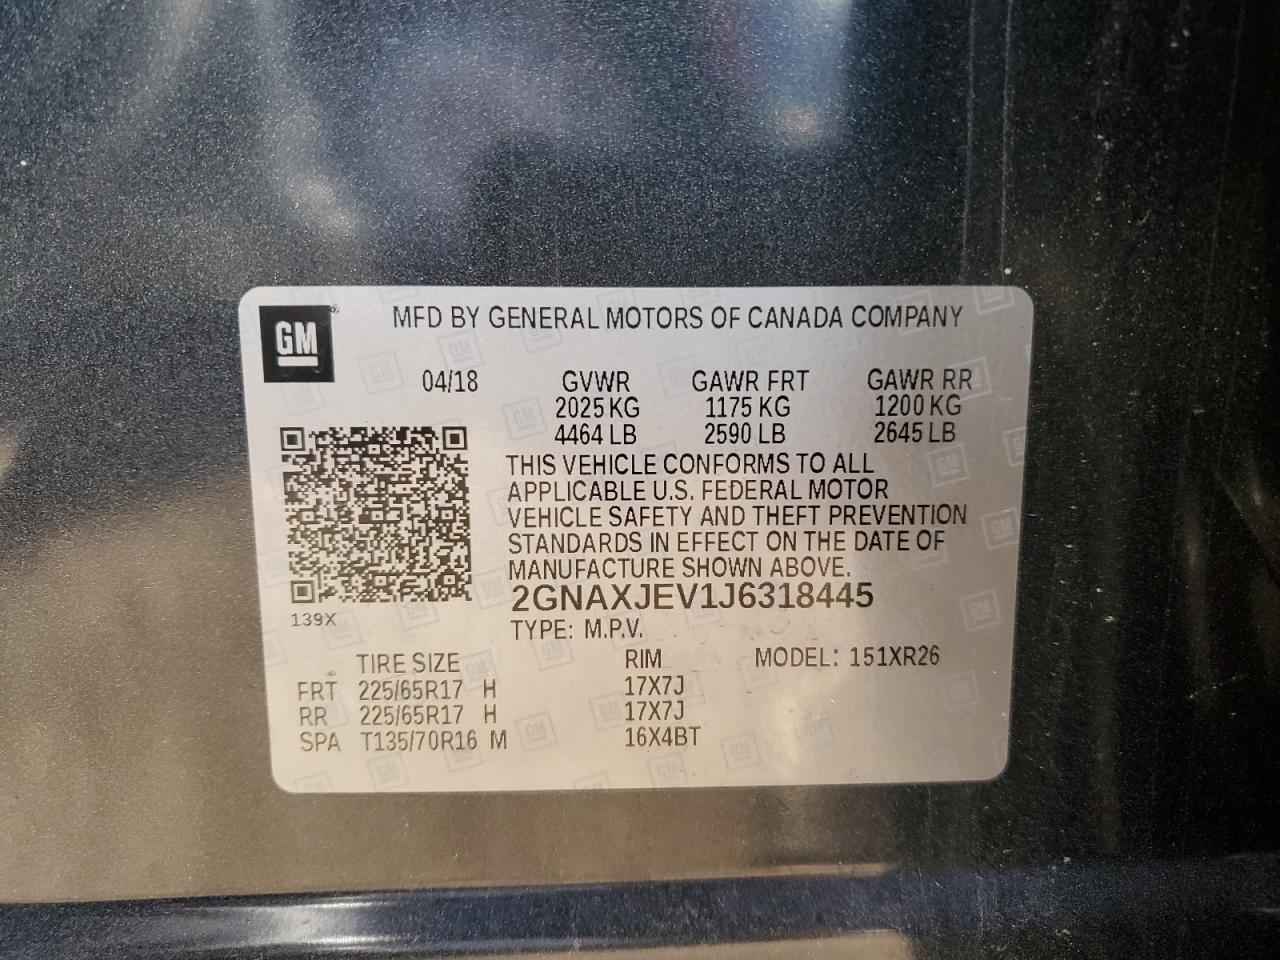 GM
MFD BY GENERAL MOTORS OF CANADA COMPANY
04/18 GVWR GAWR FRT GAWR RR
2025 KG 1175 KG 1200 KG
4464 LB 2590 LB 2645 LB
THIS VEHICLE CONFORMS TO ALL
APPLICABLE U.S. FEDERAL MOTOR
VEHICLE SAFETY AND THEFT PREVENTION
STANDARDS IN EFFECT ON THE DATE OF
MANUFACTURE SHOWN ABOVE.
2GNAXJEV1J6318445
139X
TYPE: M.P.V.
TIRE SIZE RIM MODEL: 151XR26
FRT 225/65R17 H 17X7J
RR 225/65R17 H 17X7J
SPA T135/70R16 M 16X4BT